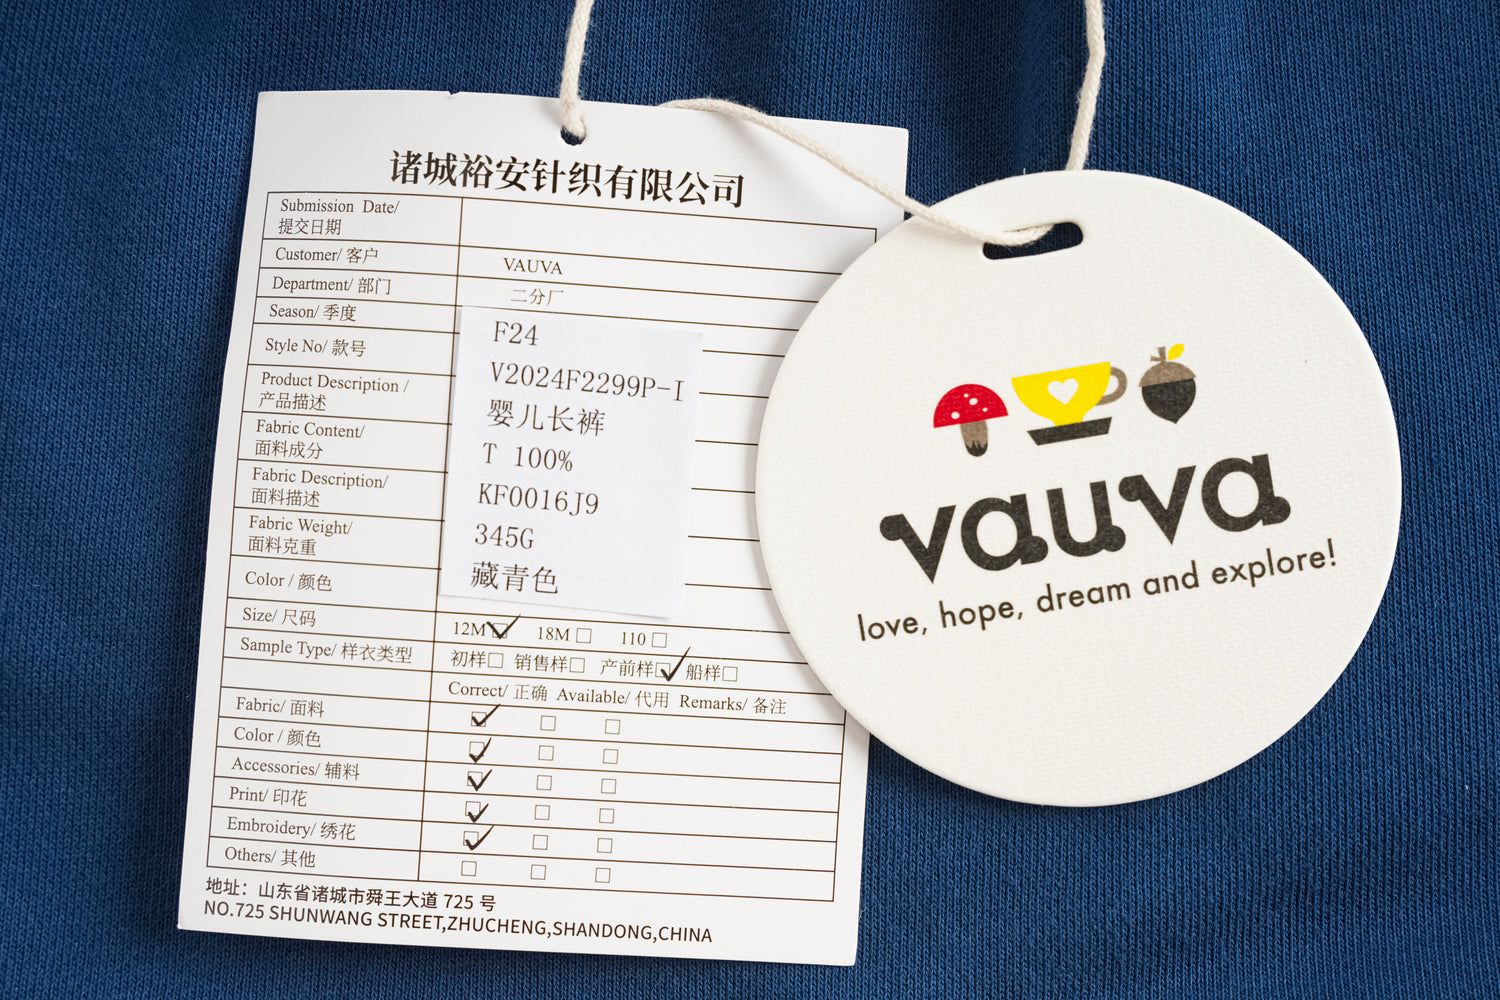 诸城裕安针织有限公司
Submission Date/
提交日期
Customer/ 客户 VAUVA
Department/ 部门 二分厂
Season/ 季度 F24
Style No/ 款号 V2024F2299P-I
Product Description /
产品描述 婴儿长裤
Fabric Content/
面料成分 T 100%
Fabric Description/
面料描述 KF0016J9
Fabric Weight/
面料克重 345G
Color / 颜色 藏青色
Size/ 尺码 12M 18M 110
Sample Type/ 样衣类型 初样 销售样 产前样 船样
Correct/ 正确 Available/ 代用 Remarks/ 备注
Fabric/ 面料
Color / 颜色
Accessories/ 辅料
Print/ 印花
Embroidery/ 绣花
Others/ 其他
地址：山东省诸城市舜王大道 725 号
NO.725 SHUNWANG STREET,ZHUCHENG,SHANDONG,CHINA
vauva
love, hope, dream and explore!